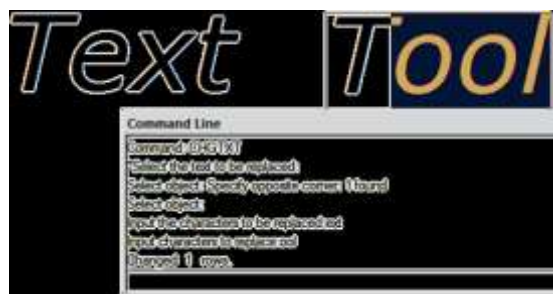 Text Tool
Command Line
Command: CHGTXT
*Select the text to be replaced:
Select object: Specify opposite corner: 1 found
Select object:
Input the characters to be replaced:ext
Input characters to replace:ool
Changed 1 rows.